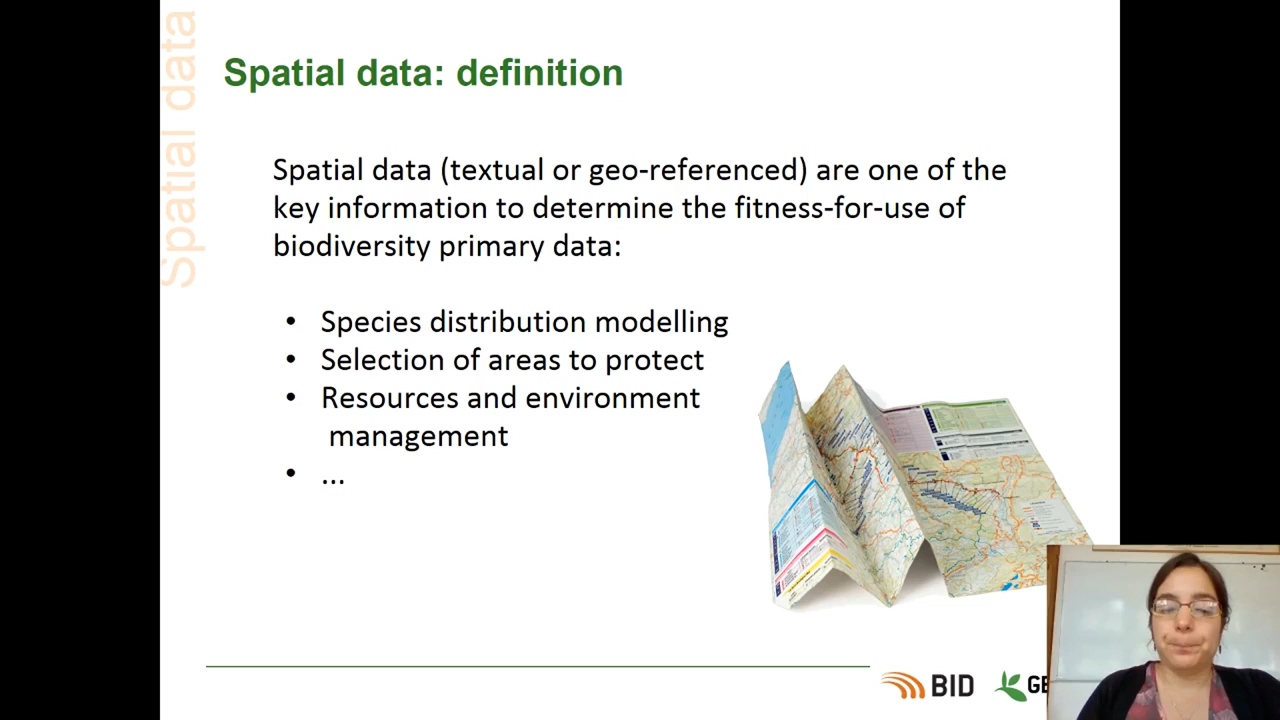 Spatial data
Spatial data: definition
Spatial data (textual or geo-referenced) are one of the
key information to determine the fitness-for-use of
biodiversity primary data:
• Species distribution modelling
• Selection of areas to protect
• Resources and environment
management
• ...
BID